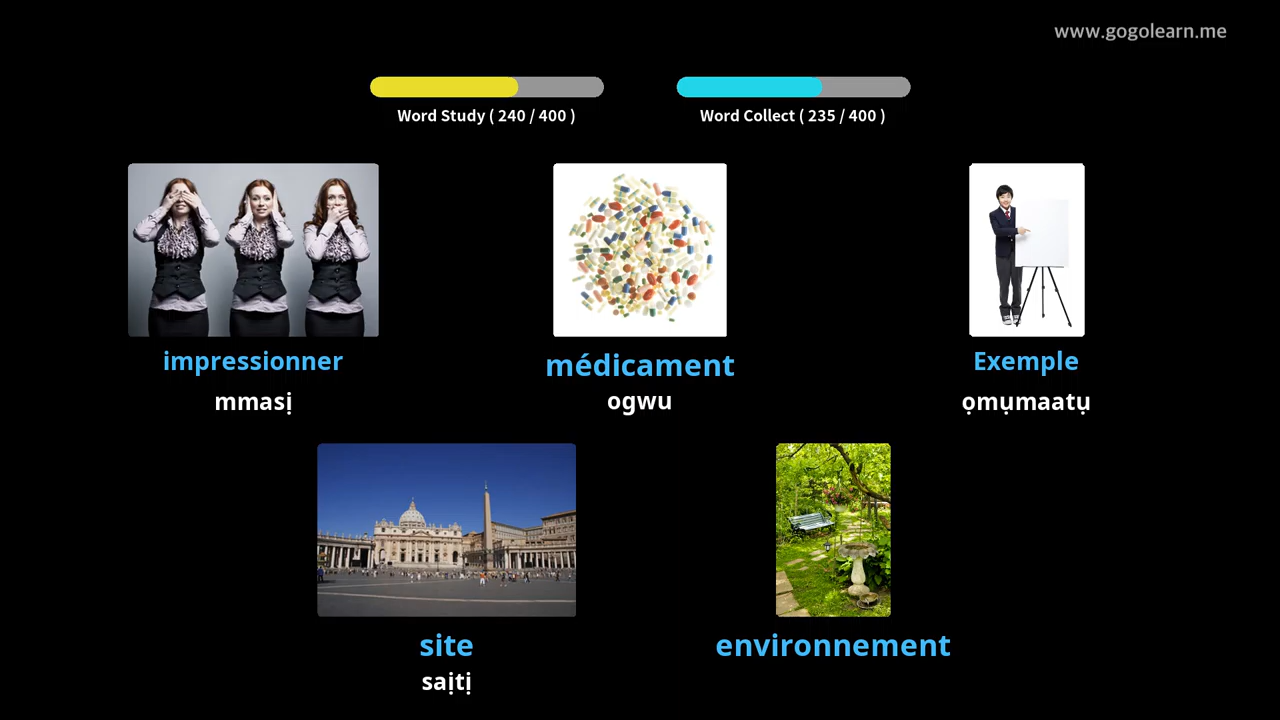 www.gogolearn.me
Word Study ( 240 / 400 )
Word Collect ( 235 / 400 )
impressionner
mmasị
médicament
ogwu
Exemple
ọmụmaatụ
site
saịtị
environnement